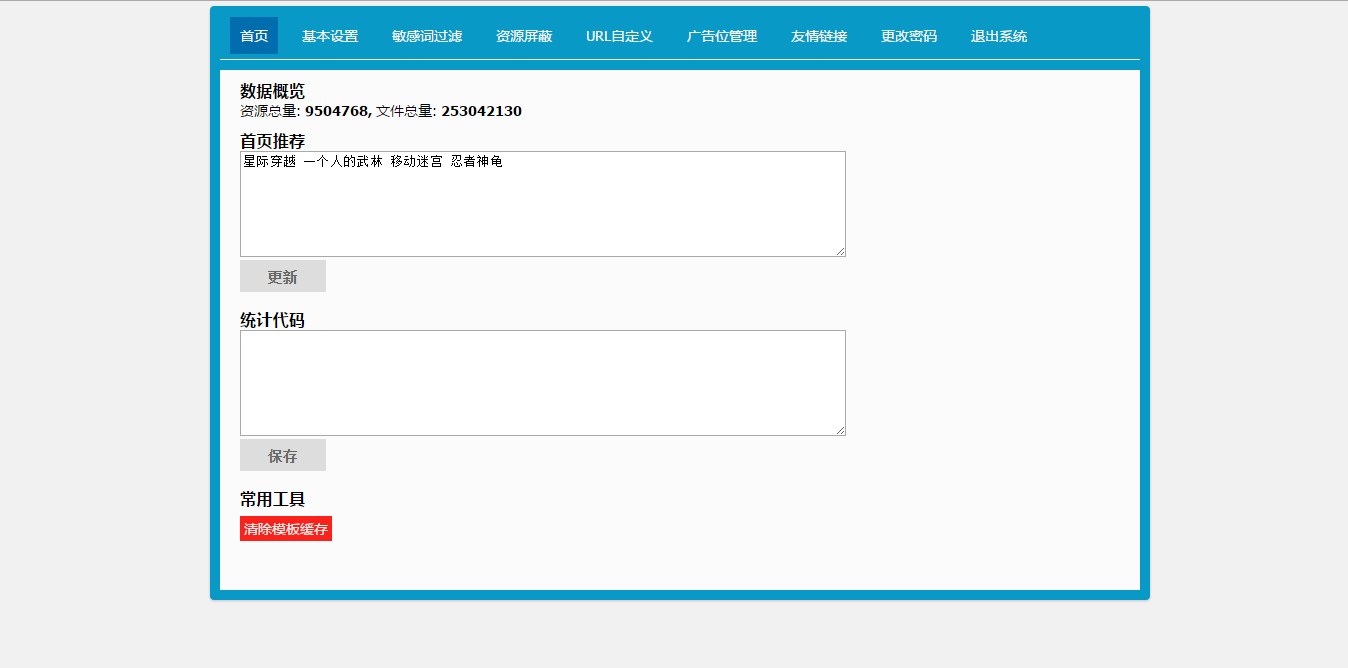 首页 基本设置 敏感词过滤 资源屏蔽 URL自定义 广告位管理 友情链接 更改密码 退出系统
数据概览
资源总量: 9504768, 文件总量: 253042130
首页推荐
星际穿越 一个人的武林 移动迷宫 忍者神龟
更新
统计代码
保存
常用工具
清除模板缓存